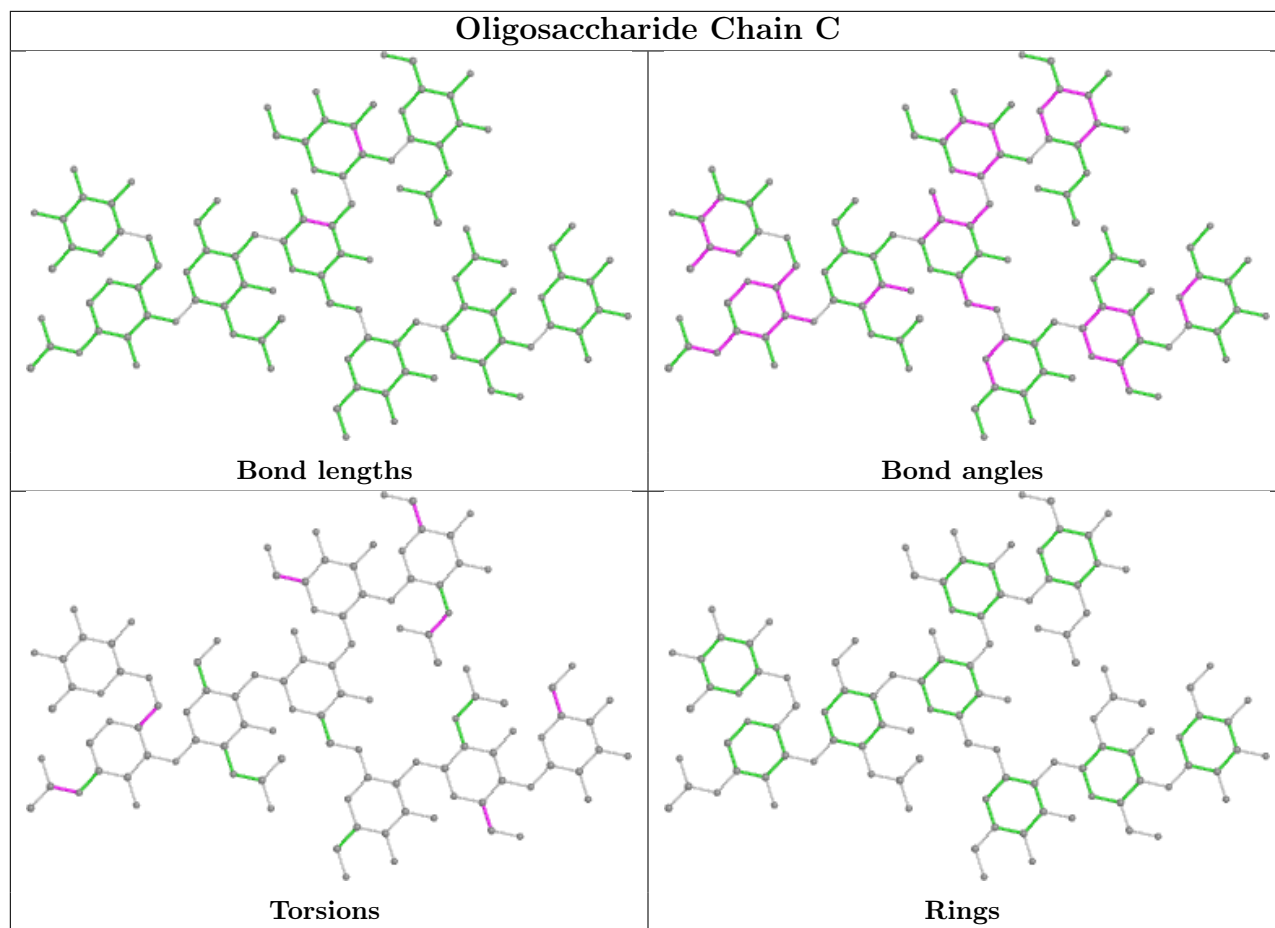 Oligosaccharide Chain C
Bond lengths
Bond angles
Torsions
Rings